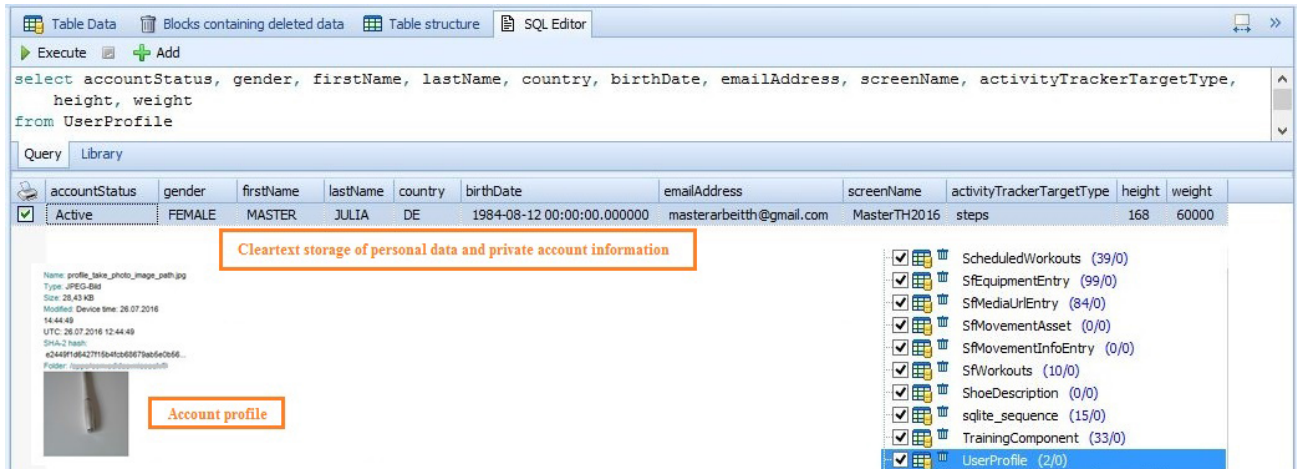 Table Data Blocks containing deleted data Table structure SQL Editor »
Execute Add
select accountStatus, gender, firstName, lastName, country, birthDate, emailAddress, screenName, activityTrackerTargetType,
height, weight
from UserProfile
Query Library
accountStatus gender firstName lastName country birthDate emailAddress screenName activityTrackerTargetType height weight
Active FEMALE MASTER JULIA DE 1984-08-12 00:00:00.000000 masterarbeitth@gmail.com MasterTH2016 steps 168 60000
Cleartext storage of personal data and private account information
Name: profile_take_photo_image_path.jpg
Type: JPEG-Bild
Size: 28,43 KB
Modified: Device time: 26.07.2016
14:44:49
UTC: 26.07.2016 12:44:49
SHA-2 hash:
Folder:
Account profile
ScheduledWorkouts (39/0)
SfEquipmentEntry (99/0)
SfMediaUrlEntry (84/0)
SfMovementAsset (0/0)
SfMovementInfoEntry (0/0)
SfWorkouts (10/0)
ShoeDescription (0/0)
sqlite_sequence (15/0)
TrainingComponent (33/0)
UserProfile (2/0)